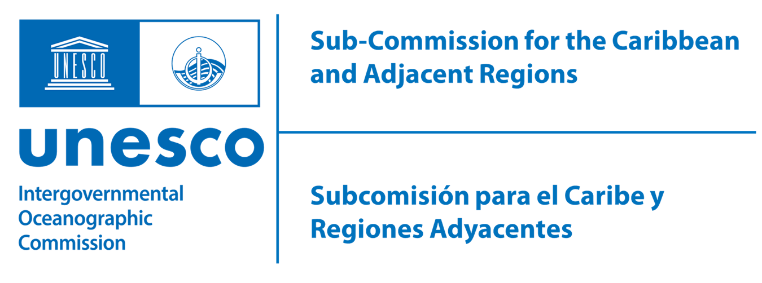 UNESCO
unesco
Intergovernmental
Oceanographic
Commission
Sub-Commission for the Caribbean
and Adjacent Regions
Subcomisión para el Caribe y
Regiones Adyacentes